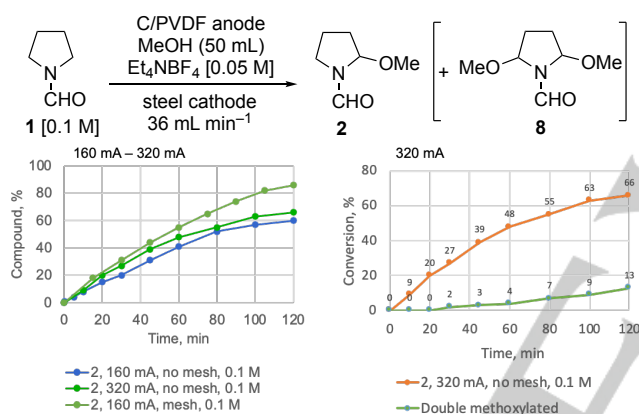 C/PVDF anode
MeOH (50 mL)
Et₄NBF₄ [0.05 M]
steel cathode
36 mL min⁻¹
N
CHO
1 [0.1 M]
N
OMe
CHO
2
+
MeO
N
OMe
CHO
8
160 mA – 320 mA
Compound, %
100
80
60
40
20
0
0 20 40 60 80 100 120
Time, min
2, 160 mA, no mesh, 0.1 M
2, 320 mA, no mesh, 0.1 M
2, 160 mA, mesh, 0.1 M
320 mA
Conversion, %
80
60
40
20
0
0 9 20 27 39 48 55 63 66
0 0 0 2 3 4 7 9 13
0 20 40 60 80 100 120
Time, min
2, 320 mA, no mesh, 0.1 M
Double methoxylated